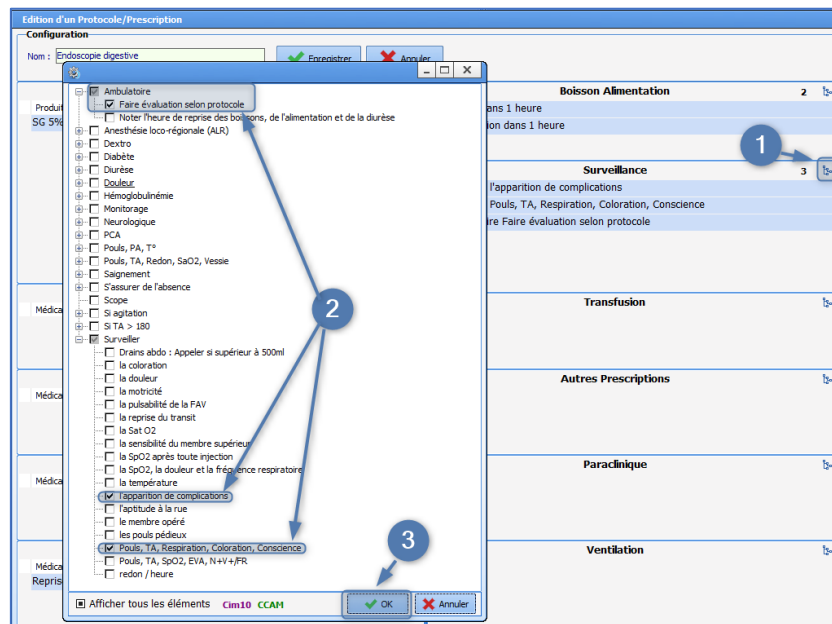 Edition d'un Protocole/Prescription
Configuration
Nom : Endoscopie digestive
Enregistrer
Annuler
Ambulatoire
Faire évaluation selon protocole
Noter l'heure de reprise des boissons, de l'alimentation et de la diurèse
Anesthésie loco-régionale (ALR)
Dextro
Diabète
Diurèse
Douleur
Hémoglobulinémie
Monitorage
Neurologique
PCA
Pouls, PA, T°
Pouls, TA, Redon, SaO2, Vessie
Saignement
S'assurer de l'absence
Scope
Si agitation
Si TA > 180
Surveiller
Drains abdo : Appeler si supérieur à 500ml
la coloration
la douleur
la motricité
la pulsabilité de la FAV
la reprise du transit
la Sat O2
la sensibilité du membre supérieur
la SpO2 après toute injection
la SpO2, la douleur et la fréquence respiratoire
la température
l'apparition de complications
l'aptitude à la rue
le membre opéré
les pouls pédieux
Pouls, TA, Respiration, Coloration, Conscience
Pouls, TA, SpO2, EVA, N+V+/FR
redon / heure
Afficher tous les éléments Cim10 CCAM
OK
Annuler
Produit
SG 5%
Médica
Médica
Médica
Médica
Repris
Boisson Alimentation 2
ans 1 heure
ion dans 1 heure
1
Surveillance 3
l'apparition de complications
Pouls, TA, Respiration, Coloration, Conscience
ire Faire évaluation selon protocole
2
Transfusion
Autres Prescriptions
Paraclinique
3
Ventilation